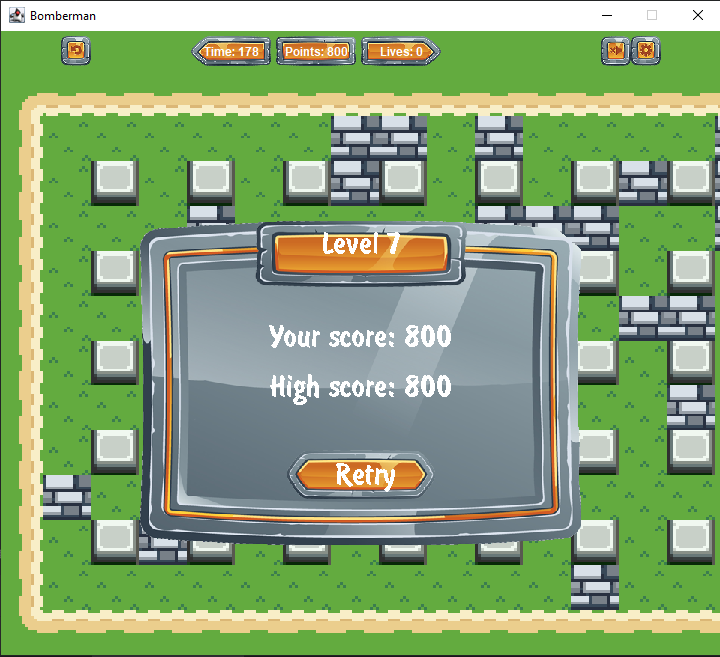 Bomberman
Time: 178
Points: 800
Lives: 0
Level 7
Your score: 800
High score: 800
Retry